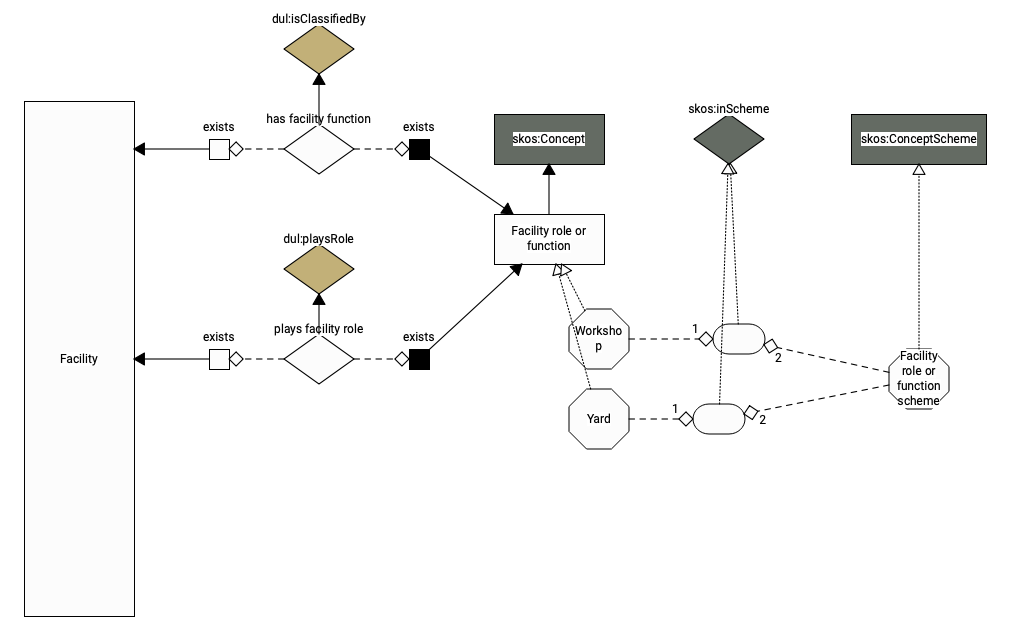 dul:isClassifiedBy
has facility function
exists
exists
skos:Concept
skos:inScheme
skos:ConceptScheme
Facility role or
function
dul:playsRole
plays facility role
exists
exists
Facility
Worksho
p
1
2
Facility
role or
function
scheme
Yard
1
2